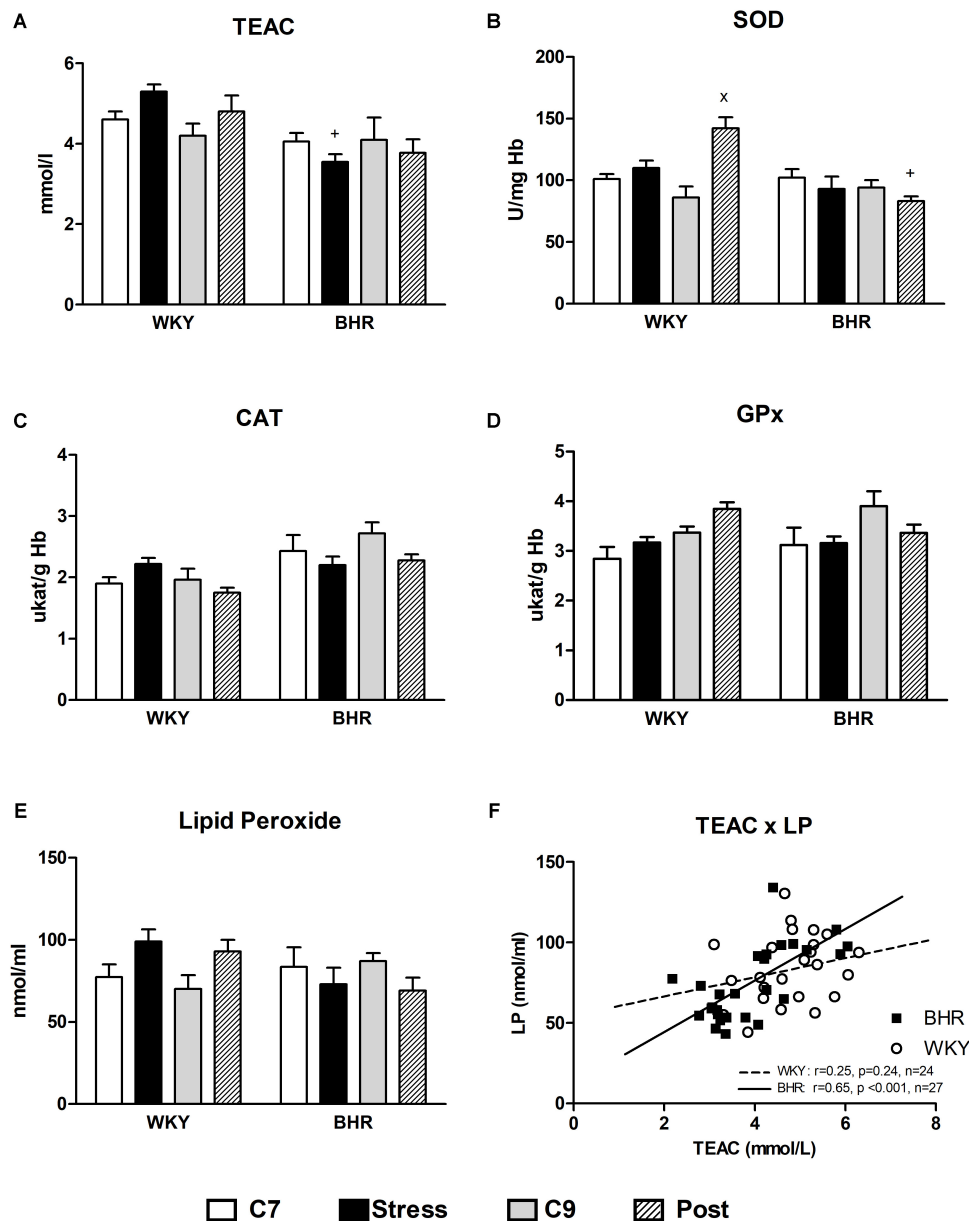 A
TEAC
mmol/l
6
4
2
0
+
WKY
BHR
B
SOD
U/mg Hb
200
150
100
50
0
x
+
WKY
BHR
C
CAT
ukat/g Hb
4
3
2
1
0
WKY
BHR
D
GPx
ukat/g Hb
5
4
3
2
1
0
WKY
BHR
E
Lipid Peroxide
nmol/ml
150
100
50
0
WKY
BHR
F
TEAC x LP
LP (nmol/ml)
150
100
50
0
BHR
WKY
WKY: r=0.25, p=0.24, n=24
BHR: r=0.65, p <0.001, n=27
0 2 4 6 8
TEAC (mmol/L)
C7 Stress C9 Post